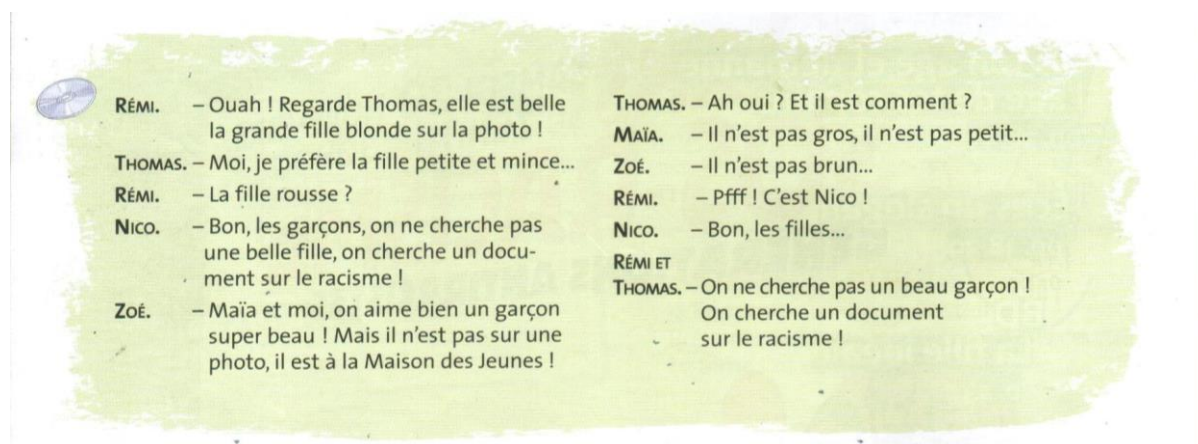 RÉMI. – Ouah ! Regarde Thomas, elle est belle
la grande fille blonde sur la photo !
THOMAS. – Moi, je préfère la fille petite et mince...
RÉMI. – La fille rousse ?
NICO. – Bon, les garçons, on ne cherche pas
une belle fille, on cherche un docu-
ment sur le racisme !
ZOÉ. – Maïa et moi, on aime bien un garçon
super beau ! Mais il n'est pas sur une
photo, il est à la Maison des Jeunes !
THOMAS. – Ah oui ? Et il est comment ?
MAÏA. – Il n'est pas gros, il n'est pas petit...
ZOÉ. – Il n'est pas brun...
RÉMI. – Pfff ! C'est Nico !
NICO. – Bon, les filles...
RÉMI ET
THOMAS. – On ne cherche pas un beau garçon !
On cherche un document
sur le racisme !